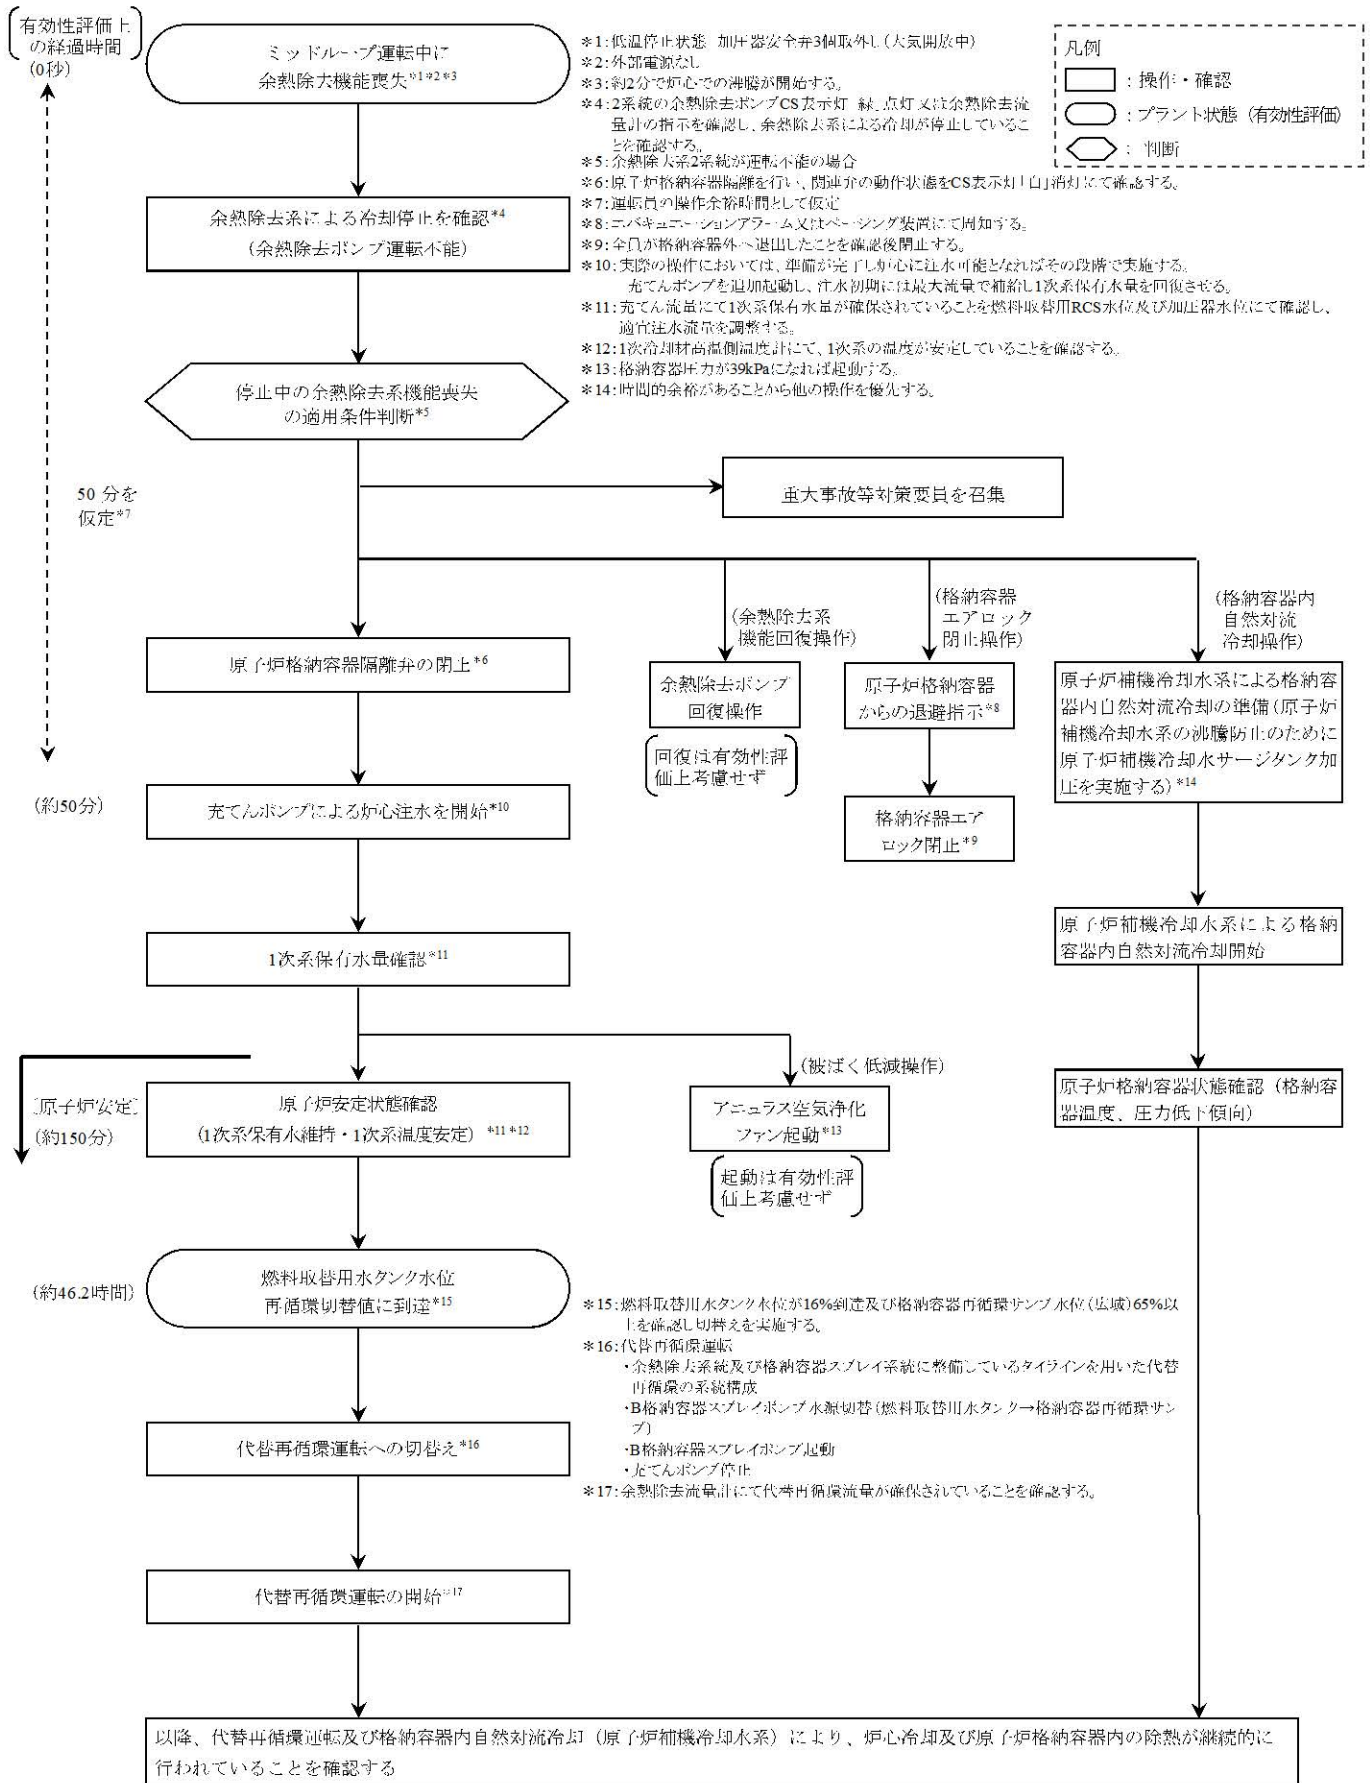 有効性評価上
の経過時間
(0秒)
ミッドループ運転中に
余熱除去機能喪失*1*2*3
*1:低温停止状態 加圧器安全弁3個取外し(大気開放中)
*2:外部電源なし
*3:約2分で炉心での沸騰が開始する。
*4:2系統の余熱除去ポンプCS表示灯「緑」点灯又は余熱除去流
量計の指示を確認し、余熱除去系による冷却が停止しているこ
とを確認する。
*5:余熱除去系2系統が運転不能の場合
*6:原子炉格納容器隔離を行い、関連弁の動作状態をCS表示灯「白」消灯にて確認する。
*7:運転員の操作余裕時間として仮定
*8:エバキュエーションアラーム又はページング装置にて周知する。
*9:全員が格納容器外へ退出したことを確認後閉止する。
*10:実際の操作においては、準備が完了し炉心に注水可能となればその段階で実施する。
充てんポンプを追加起動し、注水初期には最大流量で補給し1次系保有水量を回復させる。
*11:充てん流量にて1次系保有水量が確保されていることを燃料取替用RCS水位及び加圧器水位にて確認し、
適宜注水流量を調整する。
*12:1次冷却材高温側温度計にて、1次系の温度が安定していることを確認する。
*13:格納容器圧力が39kPaになれば起動する。
*14:時間的余裕があることから他の操作を優先する。
凡例
:操作・確認
:プラント状態(有効性評価)
:判断
余熱除去系による冷却停止を確認*4
(余熱除去ポンプ運転不能)
停止中の余熱除去系機能喪失
の適用条件判断*5
50 分を
仮定*7
重大事故等対策要員を召集
(余熱除去系
機能回復操作)
(格納容器
エアロック
閉止操作)
(格納容器内
自然対流
冷却操作)
原子炉格納容器隔離弁の閉止*6
余熱除去ポンプ
回復操作
回復は有効性評
価上考慮せず
原子炉格納容器
からの退避指示*8
原子炉補機冷却水系による格納容
器内自然対流冷却の準備(原子炉
補機冷却水系の沸騰防止のために
原子炉補機冷却水サージタンク加
圧を実施する)*14
(約50分)
充てんポンプによる炉心注水を開始*10
格納容器エア
ロック閉止*9
1次系保有水量確認*11
原子炉補機冷却水系による格納
容器内自然対流冷却開始
[原子炉安定]
(約150分)
原子炉安定状態確認
(1次系保有水維持・1次系温度安定)*11*12
(被ばく低減操作)
アニュラス空気浄化
ファン起動*13
起動は有効性評
価上考慮せず
原子炉格納容器状態確認(格納容
器温度、圧力低下傾向)
(約46.2時間)
燃料取替用水タンク水位
再循環切替値に到達*15
*15:燃料取替用水タンク水位が16%到達及び格納容器再循環サンプ水位(広域)65%以
上を確認し切替えを実施する。
*16:代替再循環運転
・余熱除去系統及び格納容器スプレイ系統に整備しているタイラインを用いた代替
再循環の系統構成
・B格納容器スプレイポンプ水源切替(燃料取替用水タンク→格納容器再循環サン
プ)
・B格納容器スプレイポンプ起動
・充てんポンプ停止
*17:余熱除去流量計にて代替再循環流量が確保されていることを確認する。
代替再循環運転への切替え*16
代替再循環運転の開始*17
以降、代替再循環運転及び格納容器内自然対流冷却(原子炉補機冷却水系)により、炉心冷却及び原子炉格納容器内の除熱が継続的に
行われていることを確認する